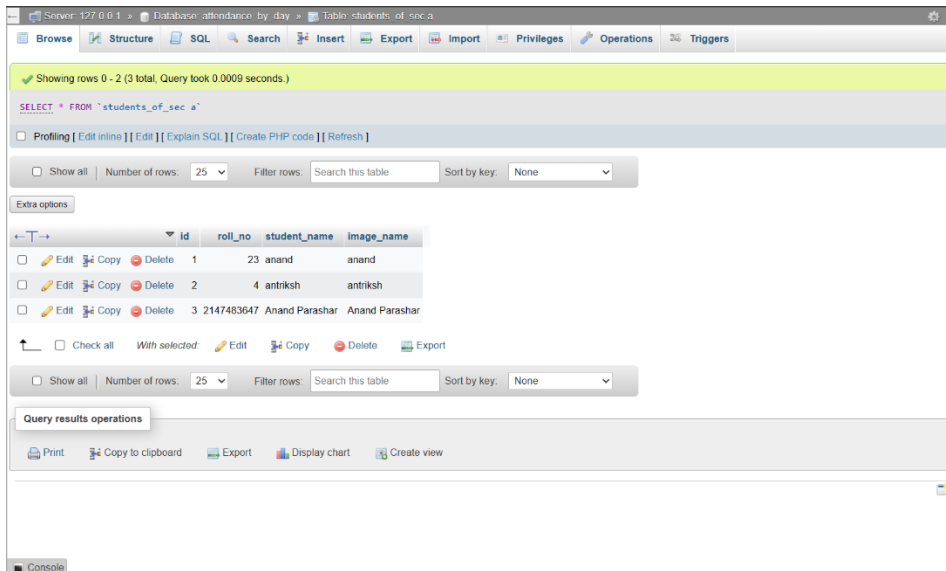 Server: 127.0.0.1 » Database: attendance_by_day » Table: students_of_sec a
Browse Structure SQL Search Insert Export Import Privileges Operations Triggers
Showing rows 0 - 2 (3 total, Query took 0.0009 seconds.)
SELECT * FROM `students_of_sec a`
Profiling [ Edit inline ] [ Edit ] [ Explain SQL ] [ Create PHP code ] [ Refresh ]
Show all | Number of rows: 25 Filter rows: Search this table Sort by key: None
Extra options
id roll_no student_name image_name
Edit Copy Delete 1 23 anand anand
Edit Copy Delete 2 4 antriksh antriksh
Edit Copy Delete 3 2147483647 Anand Parashar Anand Parashar
Check all With selected: Edit Copy Delete Export
Show all | Number of rows: 25 Filter rows: Search this table Sort by key: None
Query results operations
Print Copy to clipboard Export Display chart Create view
Console